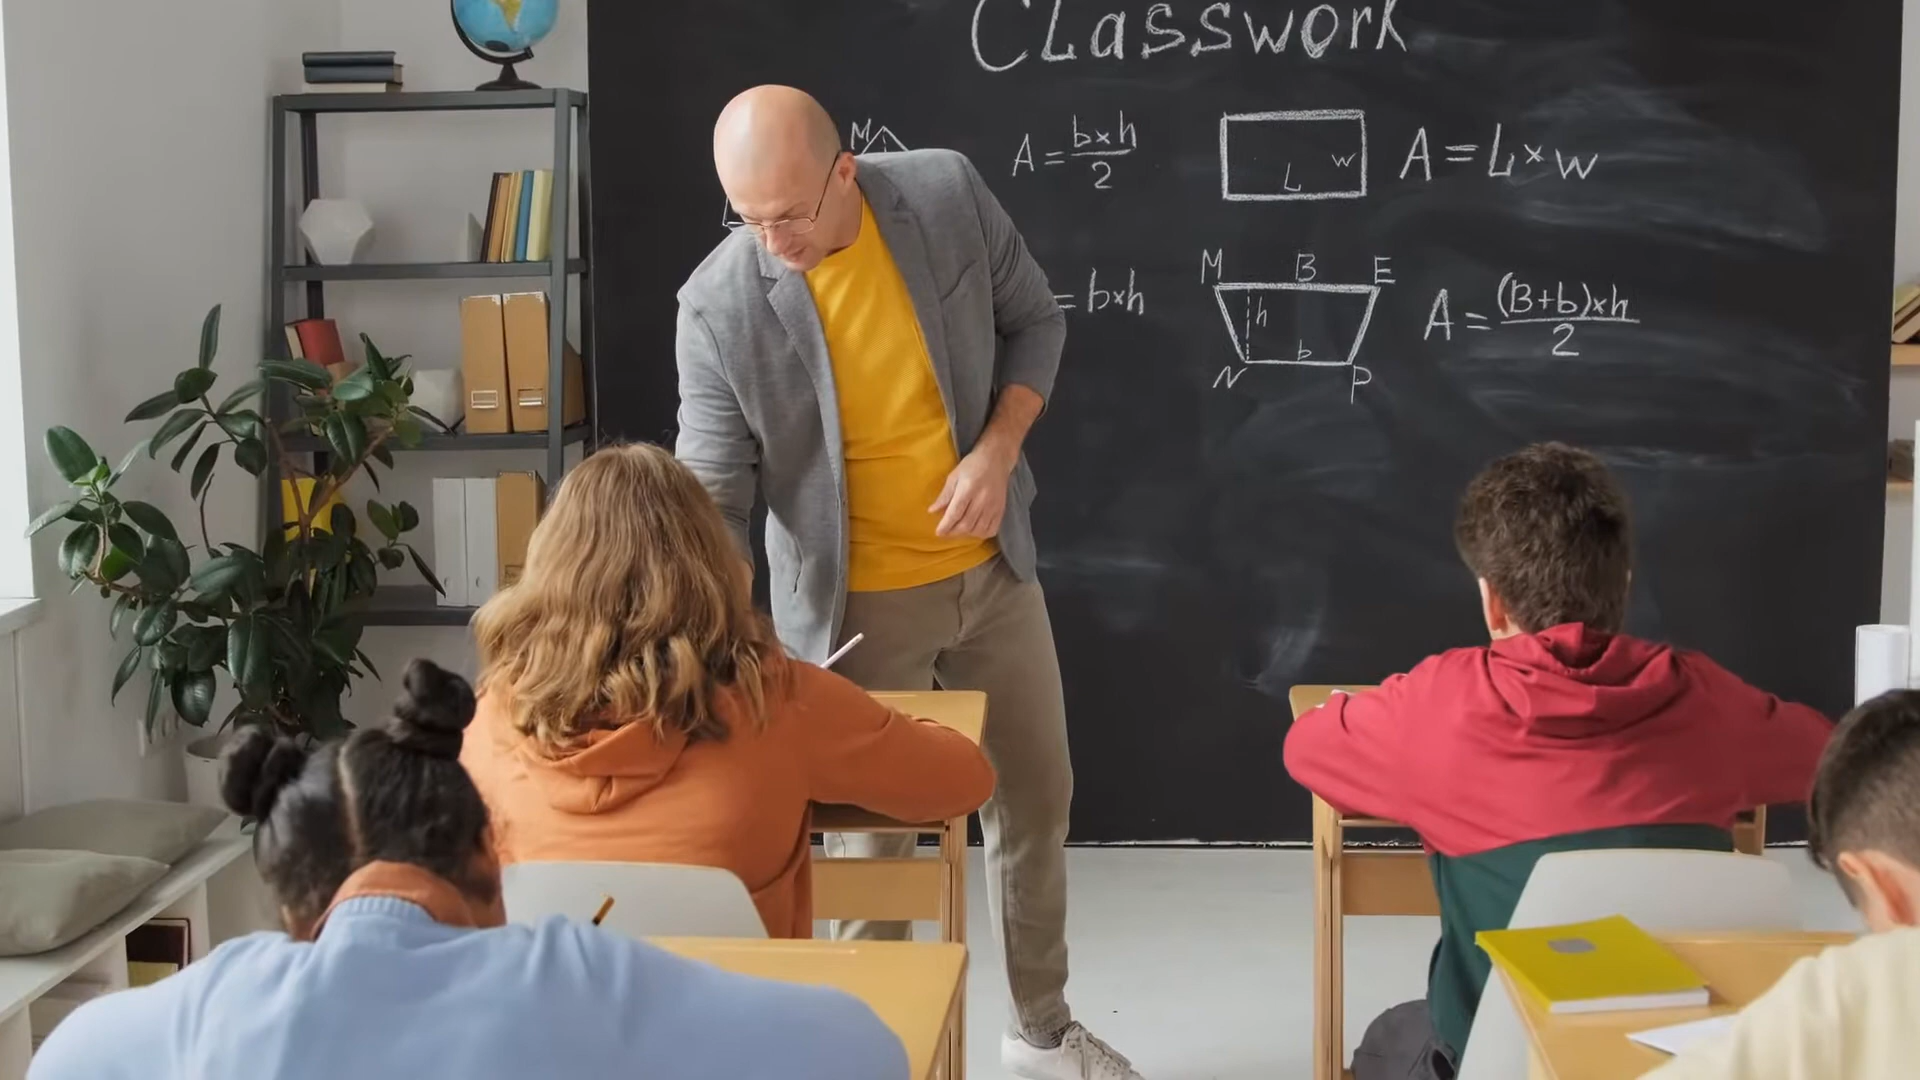 Classwork
M
A = b×h/2
L w
A = L×w
= b×h
M B E
h
b
N P
A = (B+b)×h/2